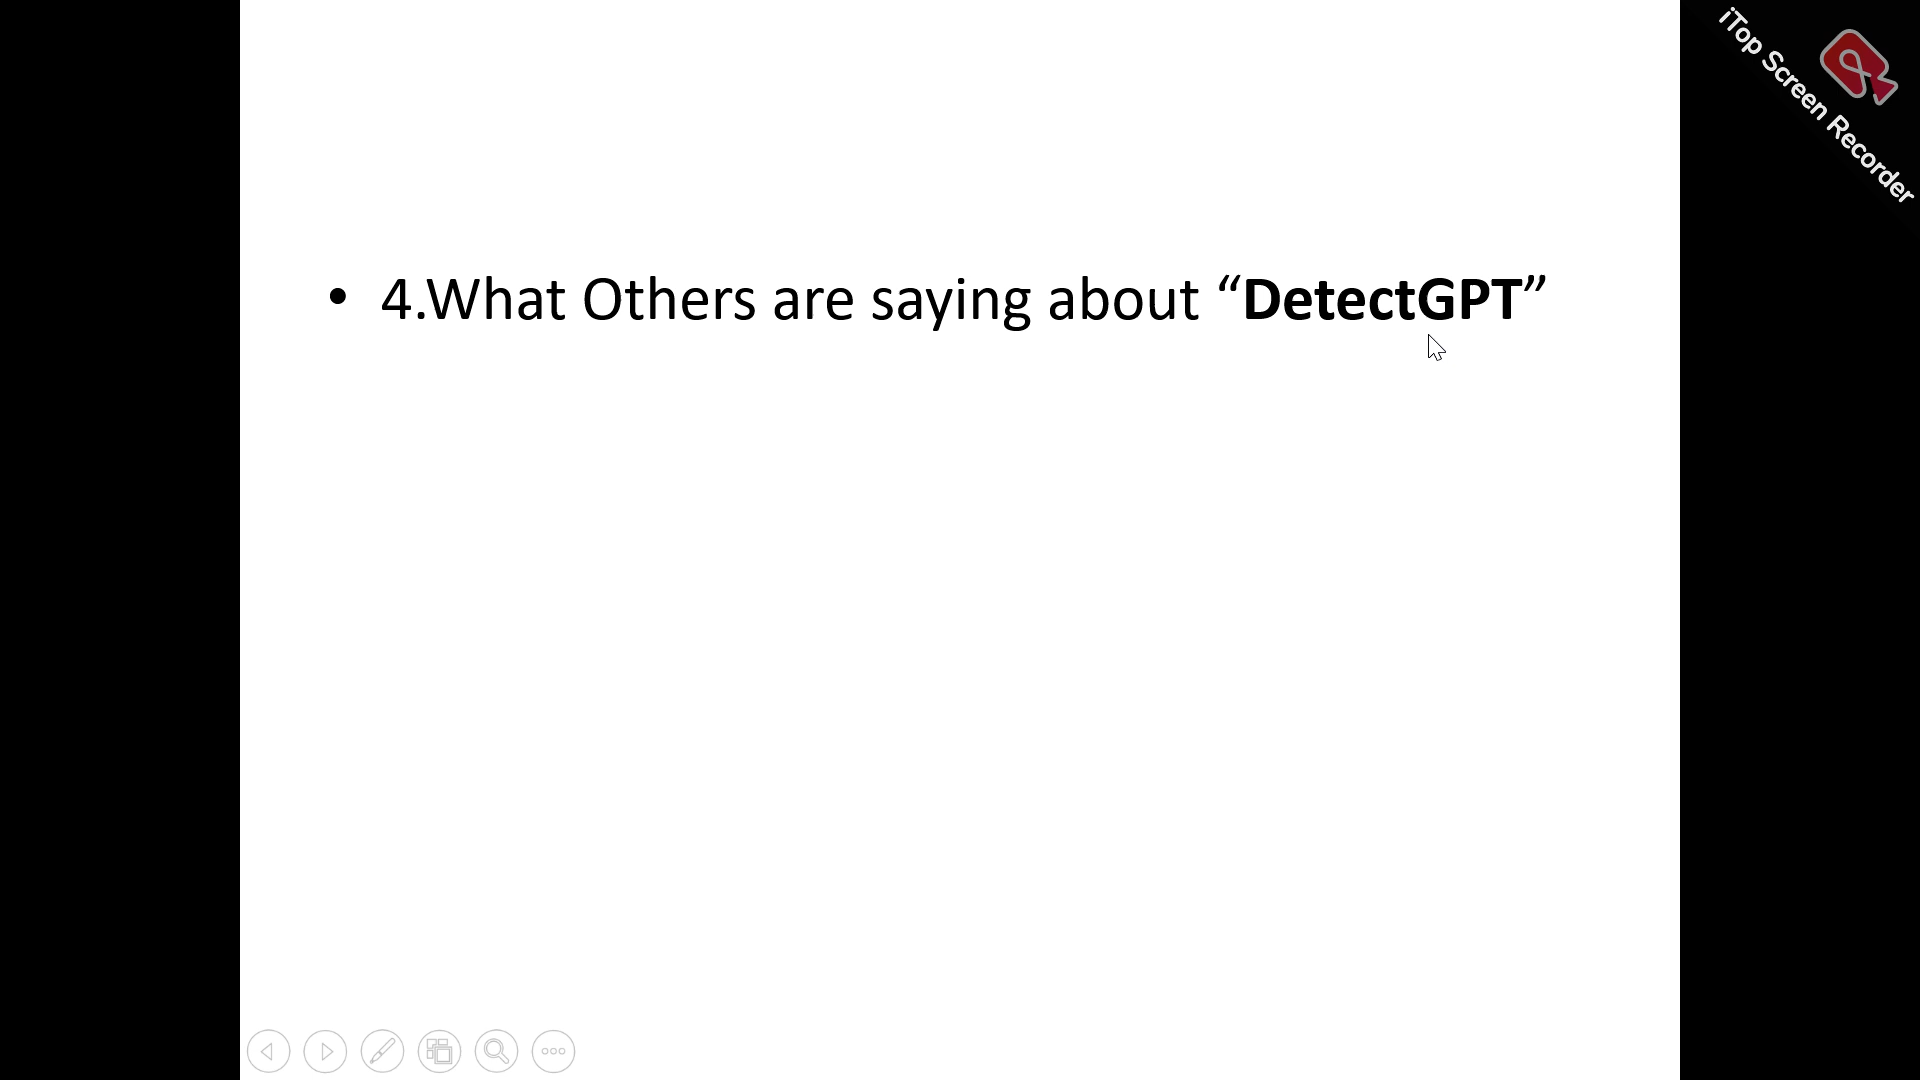 iTop Screen Recorder
• 4.What Others are saying about “DetectGPT”